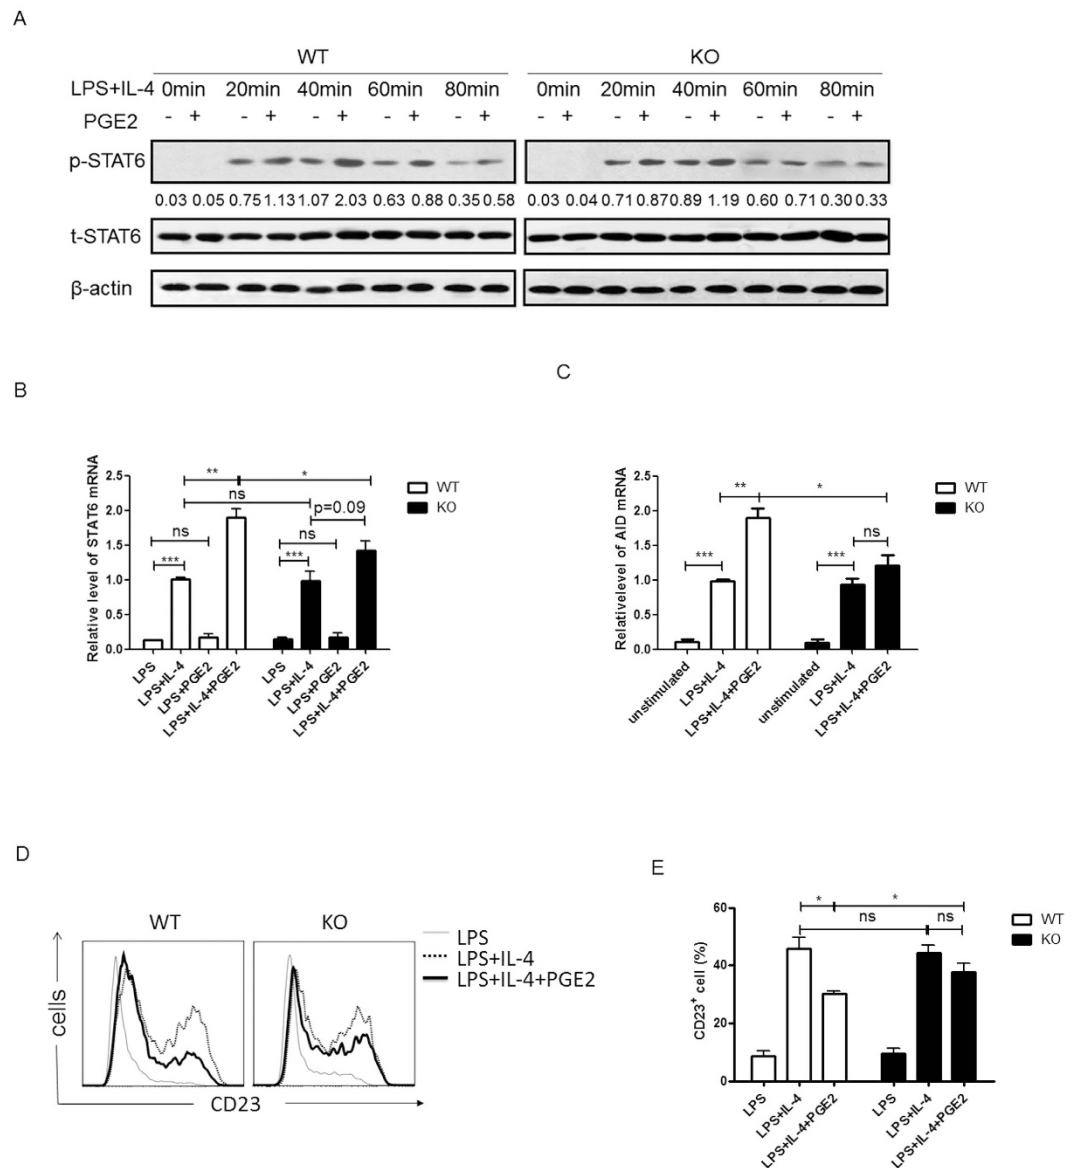 A
WT KO
LPS+IL-4 0min 20min 40min 60min 80min 0min 20min 40min 60min 80min
PGE2 - + - + - + - + - + - + - + - + - + - +
p-STAT6
0.03 0.05 0.75 1.13 1.07 2.03 0.63 0.88 0.35 0.58 0.03 0.04 0.71 0.87 0.89 1.19 0.60 0.71 0.30 0.33
t-STAT6
β-actin
B
Relative level of STAT6 mRNA
2.5
2.0
1.5
1.0
0.5
0.0
** *
ns
p=0.09
ns ns
*** ***
WT
KO
LPS
LPS+IL-4
LPS+PGE2
LPS+IL-4+PGE2
LPS
LPS+IL-4
LPS+PGE2
LPS+IL-4+PGE2
C
Relativelevel of AID mRNA
2.5
2.0
1.5
1.0
0.5
0.0
** *
ns
*** ***
WT
KO
unstimulated
LPS+IL-4
LPS+IL-4+PGE2
unstimulated
LPS+IL-4
LPS+IL-4+PGE2
D
WT KO
cells
CD23
LPS
LPS+IL-4
LPS+IL-4+PGE2
E
CD23+ cell (%)
60
40
20
0
* *
ns ns
WT
KO
LPS
LPS+IL-4
LPS+IL-4+PGE2
LPS
LPS+IL-4
LPS+IL-4+PGE2